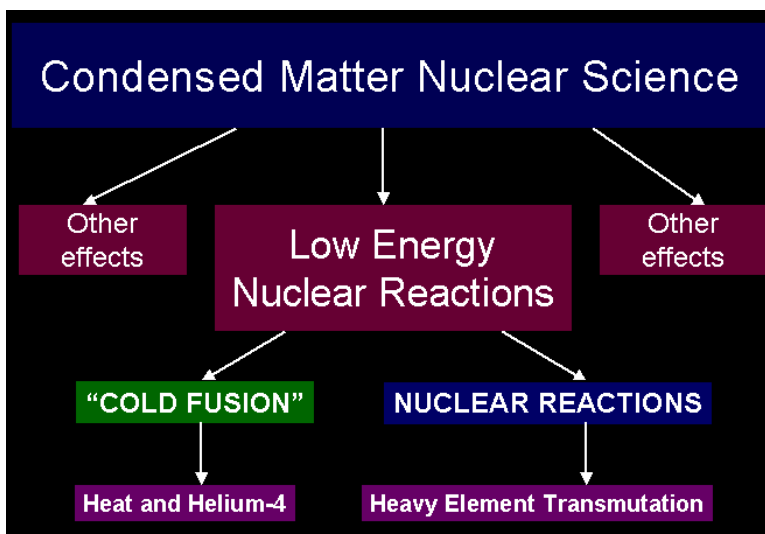 Condensed Matter Nuclear Science
Other
effects
Low Energy
Nuclear Reactions
Other
effects
“COLD FUSION”
NUCLEAR REACTIONS
Heat and Helium-4
Heavy Element Transmutation